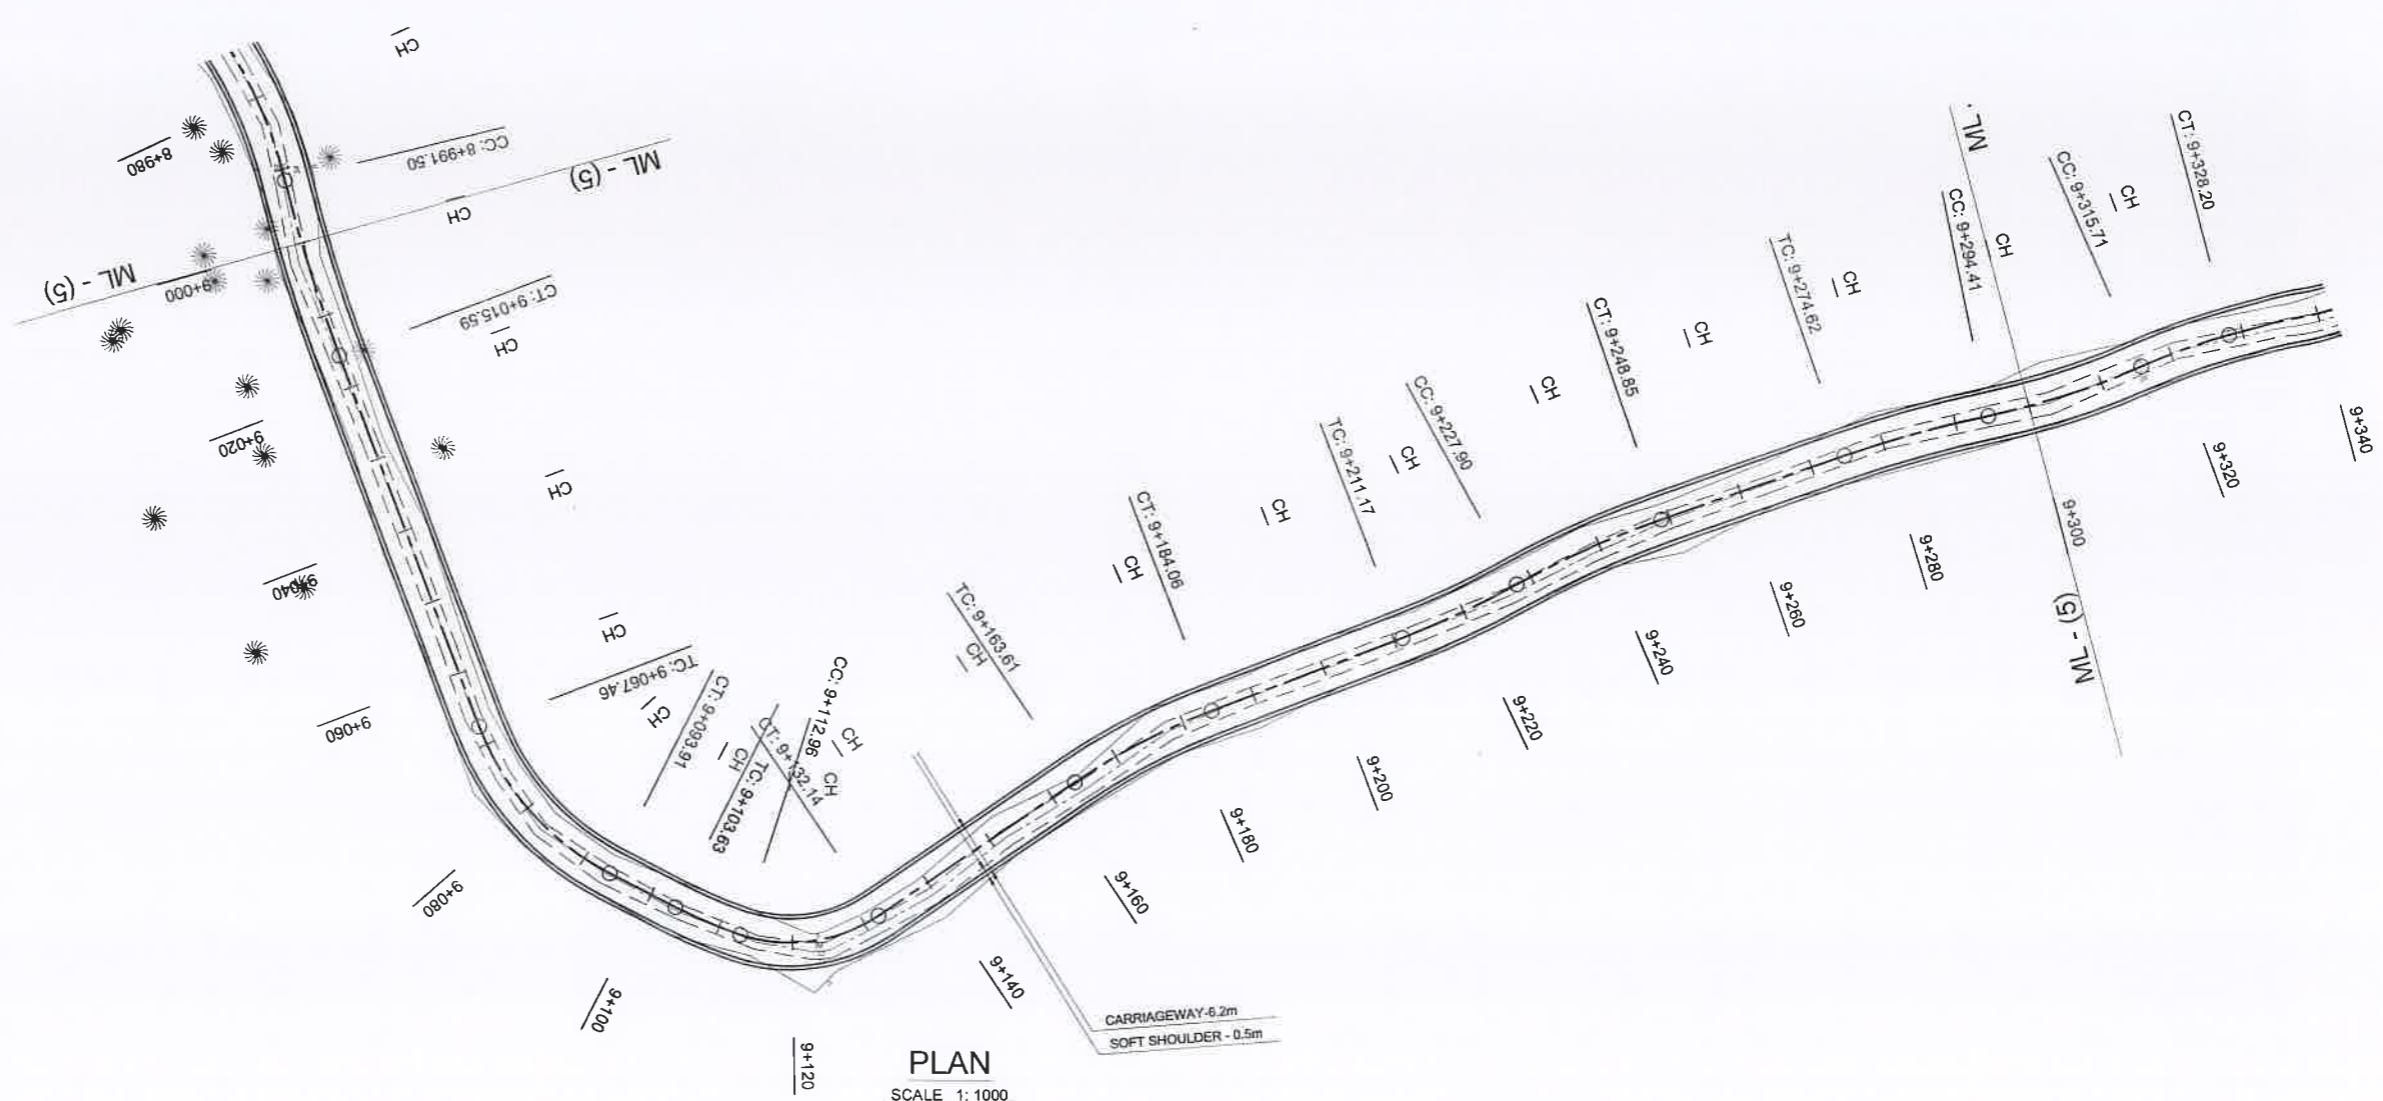 CH
8+980
CC: 8+991.50
ML - (5)
CH
ML - (5)
9+000
CT: 9+015.59
CH
9+020
CH
9+040
CH
TC: 9+067.46
CH
9+060
CT: 9+093.91
CH
TC: 9+103.63
CC: 9+112.96
CT: 9+132.14
CH
CH
9+080
9+100
9+120
TC: 9+163.61
CH
CT: 9+184.06
CH
CH
TC: 9+211.17
CH
CC: 9+227.90
CH
CT: 9+248.85
CH
TC: 9+274.62
CH
CC: 9+294.41
CH
ML
CC: 9+315.71
CH
CT: 9+328.20
9+140
9+160
9+180
9+200
9+220
9+240
9+260
9+280
9+300
ML - (5)
9+320
9+340
CARRIAGEWAY-6.2m
SOFT SHOULDER - 0.5m
PLAN
SCALE 1: 1000